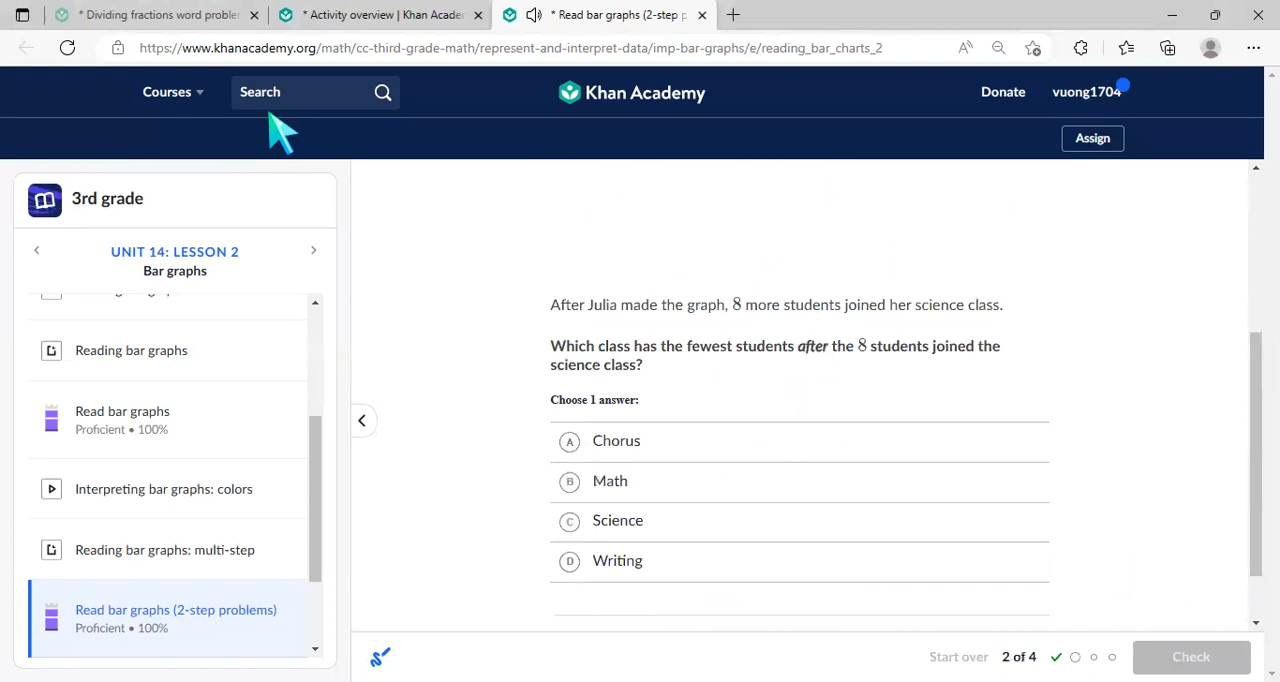 * Dividing fractions word proble
* Activity overview | Khan Acade
* Read bar graphs (2-step p
https://www.khanacademy.org/math/cc-third-grade-math/represent-and-interpret-data/imp-bar-graphs/e/reading_bar_charts_2
Courses
Search
Khan Academy
Donate
vuong1704
Assign
3rd grade
UNIT 14: LESSON 2
Bar graphs
Reading bar graphs
Read bar graphs
Proficient • 100%
Interpreting bar graphs: colors
Reading bar graphs: multi-step
Read bar graphs (2-step problems)
Proficient • 100%
After Julia made the graph, 8 more students joined her science class.
Which class has the fewest students after the 8 students joined the
science class?
Choose 1 answer:
A Chorus
B Math
C Science
D Writing
Start over
2 of 4
Check